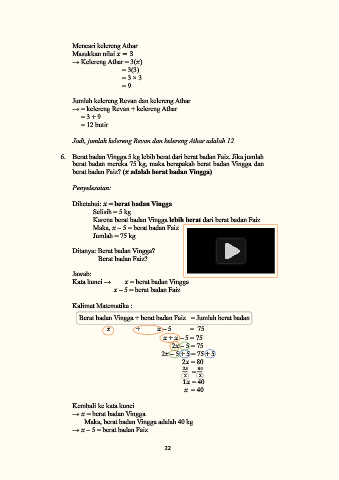 Mencari kelereng Athar
Masukkan nilai x = 3
→ Kelereng Athar = 3(x)
= 3(3)
= 3 × 3
= 9
Jumlah kelereng Revan dan kelereng Athar
→ = kelereng Revan + kelereng Athar
= 3 + 9
= 12 butir
Jadi, jumlah kelereng Revan dan kelereng Athar adalah 12
6. Berat badan Vingga 5 kg lebih berat dari berat badan Faiz. Jika jumlah
berat badan mereka 75 kg, maka berapakah berat badan Vingga dan
berat badan Faiz? (x adalah berat badan Vingga)
Penyelesaian:
Diketahui: x = berat badan Vingga
Selisih = 5 kg
Karena berat badan Vingga lebih berat dari berat badan Faiz
Maka, x – 5 = berat badan Faiz
Jumlah = 75 kg
Ditanya: Berat badan Vingga?
Berat badan Faiz?
Jawab:
Kata kunci → x = berat badan Vingga
x – 5 = berat badan Faiz
Kalimat Matematika :
Berat badan Vingga + berat badan Faiz = Jumlah berat badan
x + x – 5 = 75
x + x – 5 = 75
2x – 5 = 75
2x – 5 + 5 = 75 + 5
2x = 80
2x/2 = 80/2
1x = 40
x = 40
Kembali ke kata kunci
→ x = berat badan Vingga
Maka, berat badan Vingga adalah 40 kg
→ x – 5 = berat badan Faiz
22